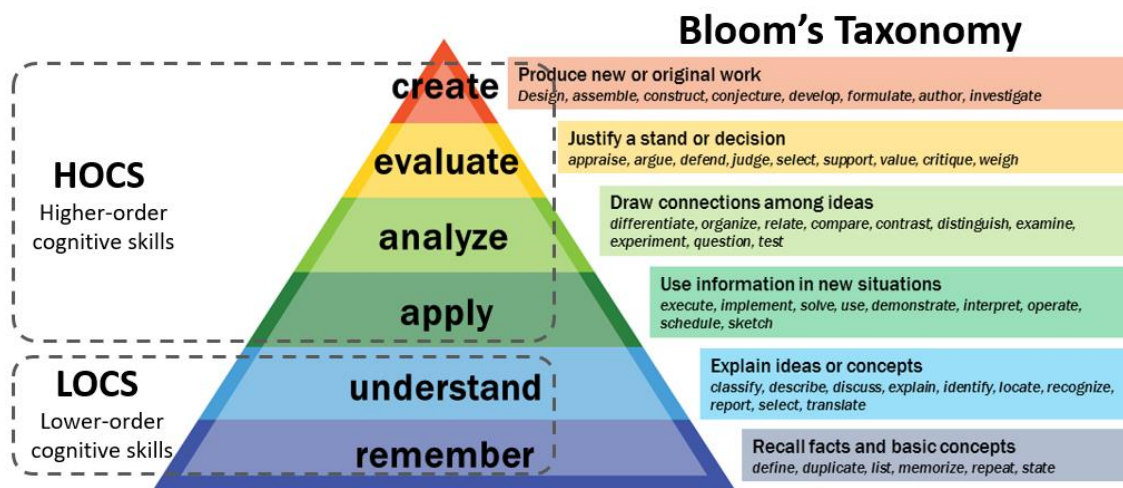 Bloom’s Taxonomy
create
Produce new or original work
Design, assemble, construct, conjecture, develop, formulate, author, investigate
evaluate
Justify a stand or decision
appraise, argue, defend, judge, select, support, value, critique, weigh
HOCS
Higher-order
cognitive skills
analyze
Draw connections among ideas
differentiate, organize, relate, compare, contrast, distinguish, examine,
experiment, question, test
apply
Use information in new situations
execute, implement, solve, use, demonstrate, interpret, operate,
schedule, sketch
LOCS
Lower-order
cognitive skills
understand
Explain ideas or concepts
classify, describe, discuss, explain, identify, locate, recognize,
report, select, translate
remember
Recall facts and basic concepts
define, duplicate, list, memorize, repeat, state